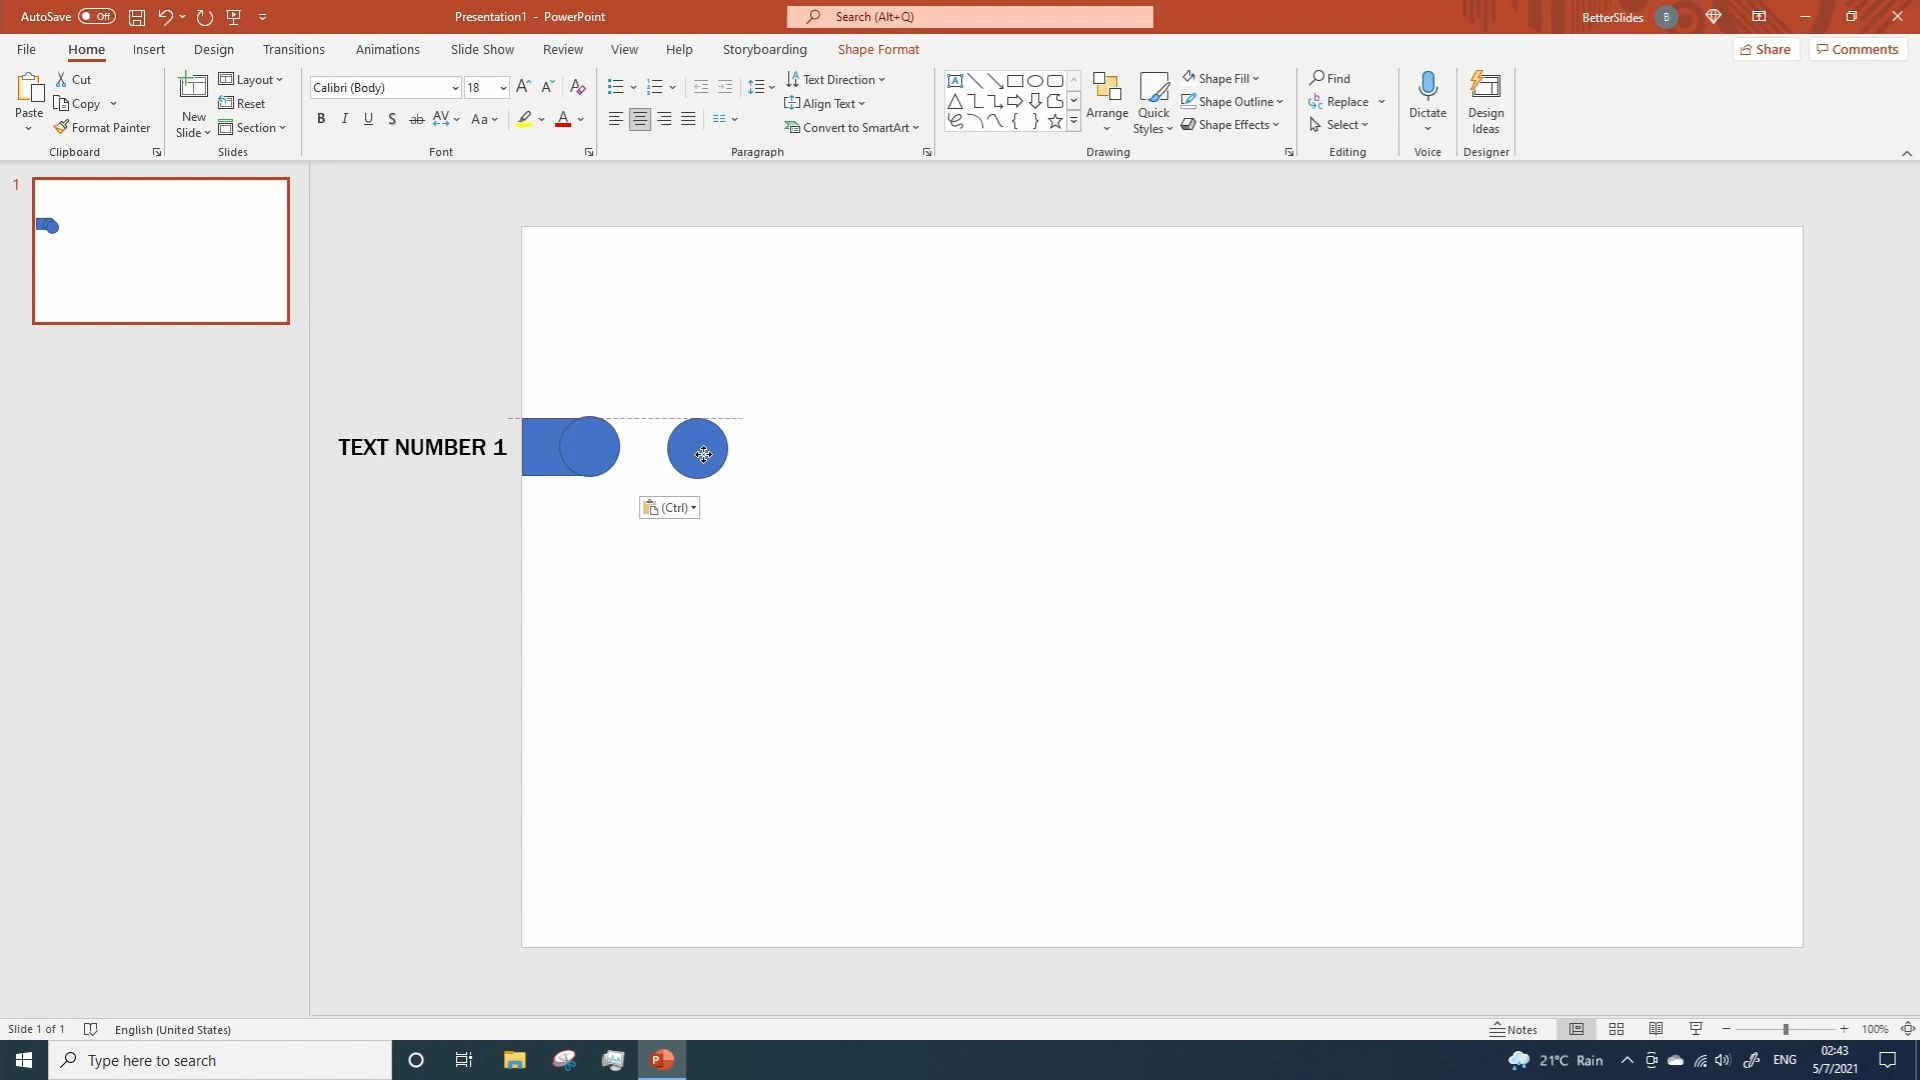 AutoSave Off
Presentation1 - PowerPoint
Search (Alt+Q)
BetterSlides B
File Home Insert Design Transitions Animations Slide Show Review View Help Storyboarding Shape Format
Share Comments
Paste
Cut
Copy
Format Painter
Clipboard
New Slide
Layout
Reset
Section
Slides
Calibri (Body) 18
B I U S ab AV Aa A
Font
Text Direction
Align Text
Convert to SmartArt
Paragraph
Arrange
Quick Styles
Shape Fill
Shape Outline
Shape Effects
Drawing
Find
Replace
Select
Editing
Dictate
Voice
Design Ideas
Designer
1
TEXT NUMBER 1
(Ctrl)
Slide 1 of 1 English (United States) Notes 100%
Type here to search
21°C Rain
ENG
02:43
5/7/2021